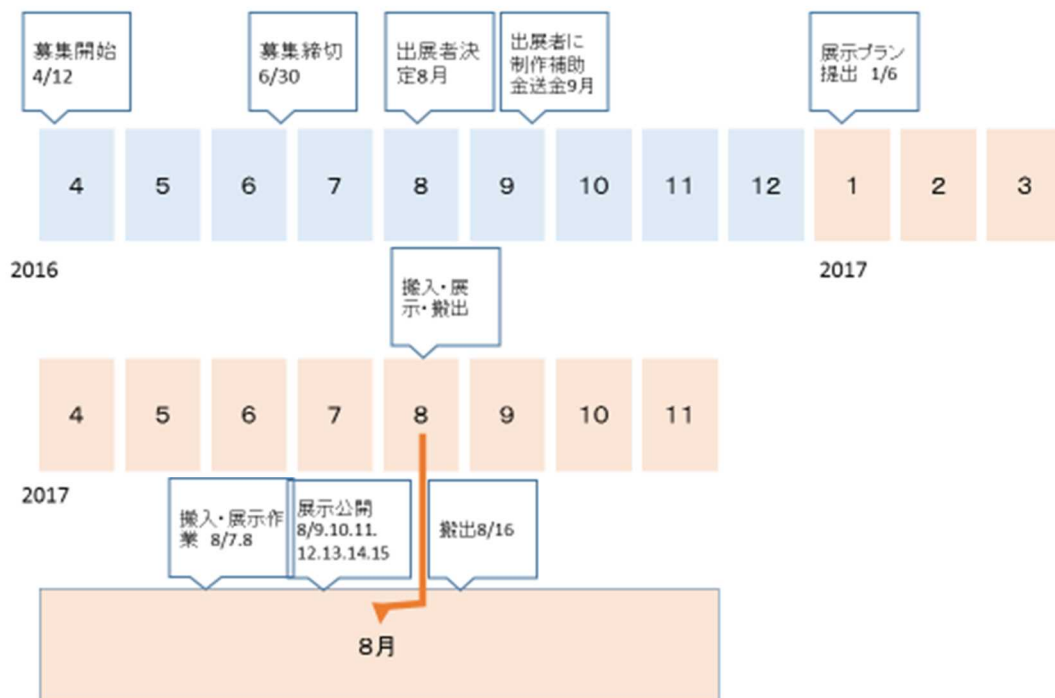 募集開始
4/12
募集締切
6/30
出展者決
定8月
出展者に
制作補助
金送金9月
展示プラン
提出 1/6
4
5
6
7
8
9
10
11
12
1
2
3
2016
2017
搬入・展
示・搬出
4
5
6
7
8
9
10
11
2017
搬入・展示作
業 8/7.8
展示公開
8/9.10.11.
12.13.14.15
搬出8/16
8月